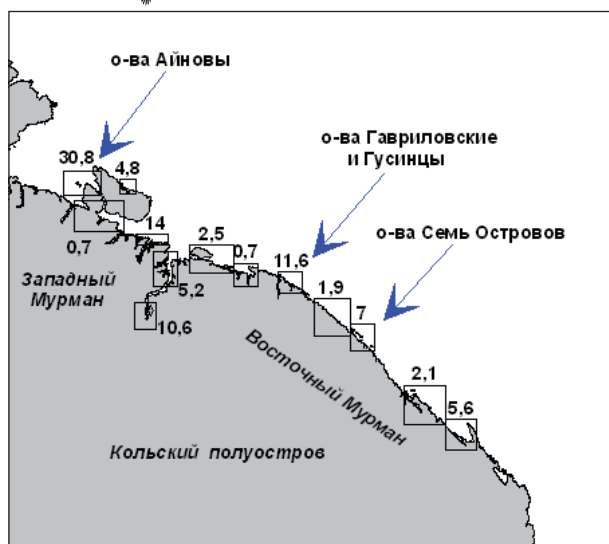 о-ва Айновы
о-ва Гавриловские
и Гусинцы
о-ва Семь Островов
30,8
4,8
0,7
14
2,5
0,7
11,6
5,2
1,9
7
10,6
2,1
5,6
Западный
Мурман
Восточный Мурман
Кольский полуостров